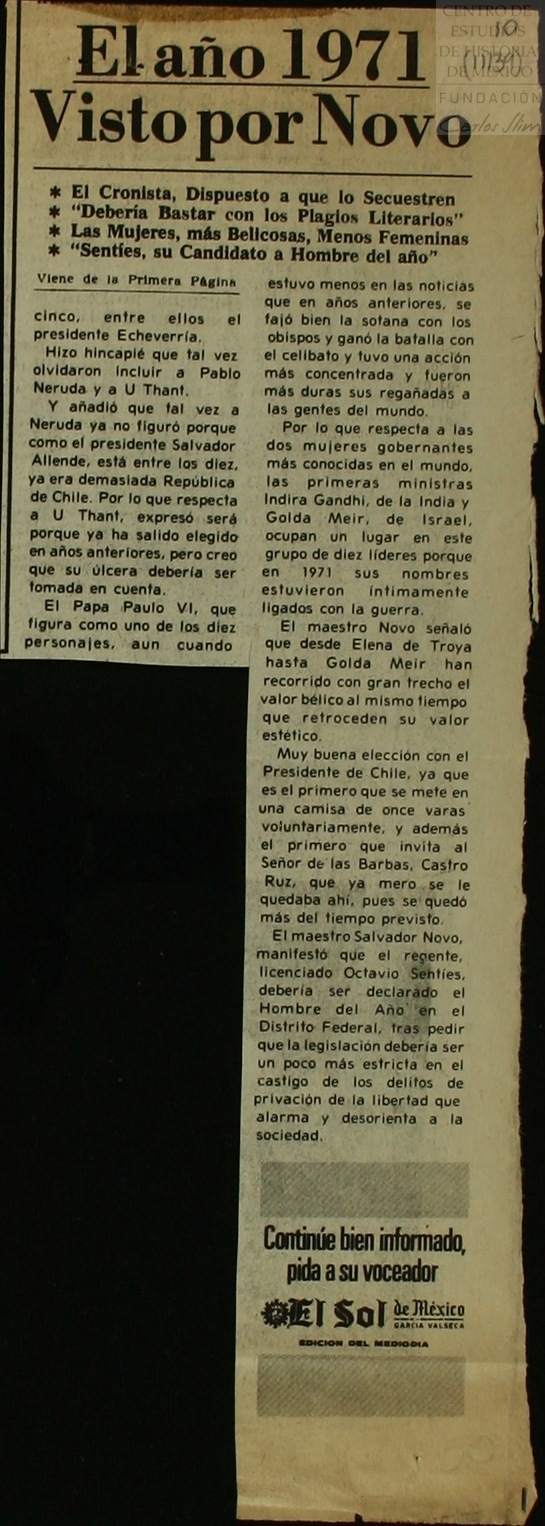 El año 1971
Visto por Novo
* El Cronista, Dispuesto a que lo Secuestren
* "Debería Bastar con los Plagios Literarios"
* Las Mujeres, más Belicosas, Menos Femeninas
* "Sentíes, su Candidato a Hombre del año"
Viene de la Primera Página
cinco, entre ellos el
presidente Echeverría.
Hizo hincapié que tal vez
olvidaron incluir a Pablo
Neruda y a U Thant.
Y añadió que tal vez a
Neruda ya no figuró porque
como el presidente Salvador
Allende, está entre los diez,
ya era demasiada República
de Chile. Por lo que respecta
a U Thant, expresó será
porque ya ha salido elegido
en años anteriores, pero creo
que su úlcera debería ser
tomada en cuenta.
El Papa Paulo VI, que
figura como uno de los diez
personajes, aun cuando
estuvo menos en las noticias
que en años anteriores, se
fajó bien la sotana con los
obispos y ganó la batalla con
el celibato y tuvo una acción
más concentrada y fueron
más duras sus regañadas a
las gentes del mundo.
Por lo que respecta a las
dos mujeres gobernantes
más conocidas en el mundo,
las primeras ministras
Indira Gandhi, de la India y
Golda Meir, de Israel,
ocupan un lugar en este
grupo de diez líderes porque
en 1971 sus nombres
estuvieron íntimamente
ligados con la guerra.
El maestro Novo señaló
que desde Elena de Troya
hasta Golda Meir han
recorrido con gran trecho el
valor bélico al mismo tiempo
que retroceden su valor
estético.
Muy buena elección con el
Presidente de Chile, ya que
es el primero que se mete en
una camisa de once varas
voluntariamente, y además
el primero que invita al
Señor de las Barbas, Castro
Ruz, que ya mero se le
quedaba ahí, pues se quedó
más del tiempo previsto.
El maestro Salvador Novo,
manifestó que el regente,
licenciado Octavio Sentíes,
debería ser declarado el
Hombre del Año en el
Distrito Federal, tras pedir
que la legislación debería ser
un poco más estricta en el
castigo de los delitos de
privación de la libertad que
alarma y desorienta a la
sociedad.
Continúe bien informado,
pida a su voceador
El Sol de México
GARCIA VALSECA
EDICION DEL MEDIODIA
CENTRO DE
ESTUDIOS
DE HISTORIA
DE MÉXICO
FUNDACIÓN
Carlos Slim
10